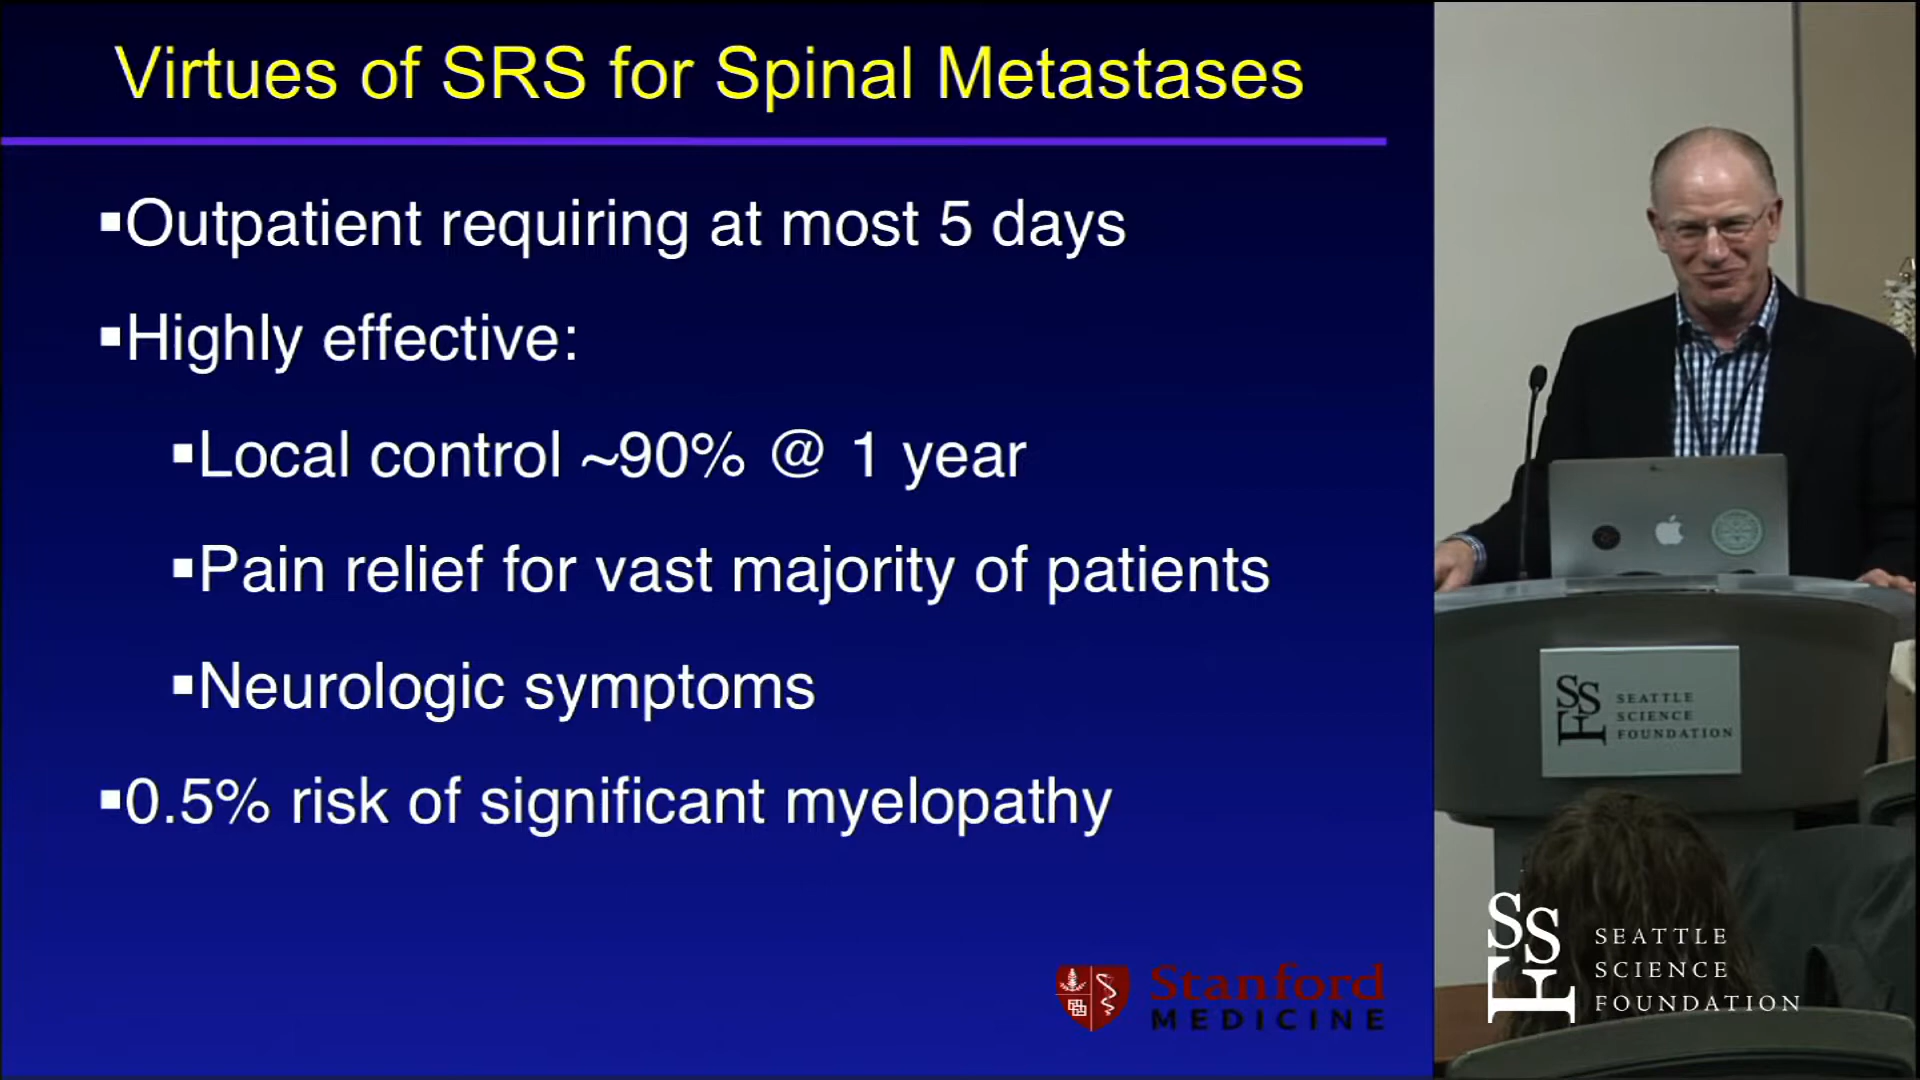 Virtues of SRS for Spinal Metastases
▪Outpatient requiring at most 5 days
▪Highly effective:
▪Local control ~90% @ 1 year
▪Pain relief for vast majority of patients
▪Neurologic symptoms
▪0.5% risk of significant myelopathy
Stanford
MEDICINE
SSF
SEATTLE
SCIENCE
FOUNDATION
SSF
SEATTLE
SCIENCE
FOUNDATION